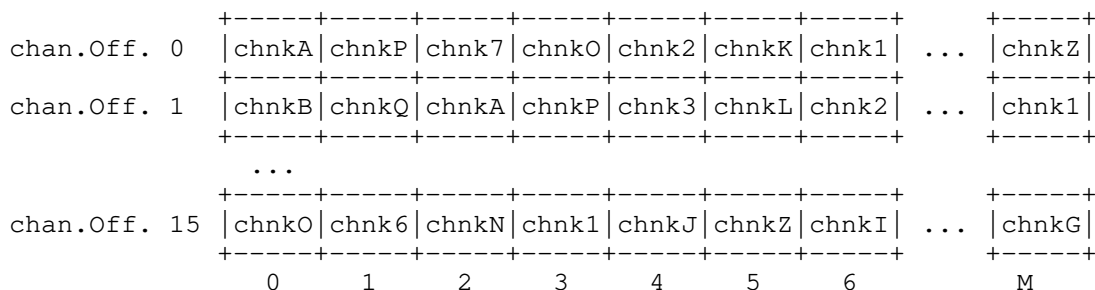 +-----+-----+-----+-----+-----+-----+-----+     +-----+
chan.Off. 0  |chnkA|chnkP|chnk7|chnkO|chnk2|chnkK|chnk1| ... |chnkZ|
             +-----+-----+-----+-----+-----+-----+-----+     +-----+
chan.Off. 1  |chnkB|chnkQ|chnkA|chnkP|chnk3|chnkL|chnk2| ... |chnk1|
             +-----+-----+-----+-----+-----+-----+-----+     +-----+
               ...
             +-----+-----+-----+-----+-----+-----+-----+     +-----+
chan.Off. 15 |chnkO|chnk6|chnkN|chnk1|chnkJ|chnkZ|chnkI| ... |chnkG|
             +-----+-----+-----+-----+-----+-----+-----+     +-----+
                0     1     2     3     4     5     6          M